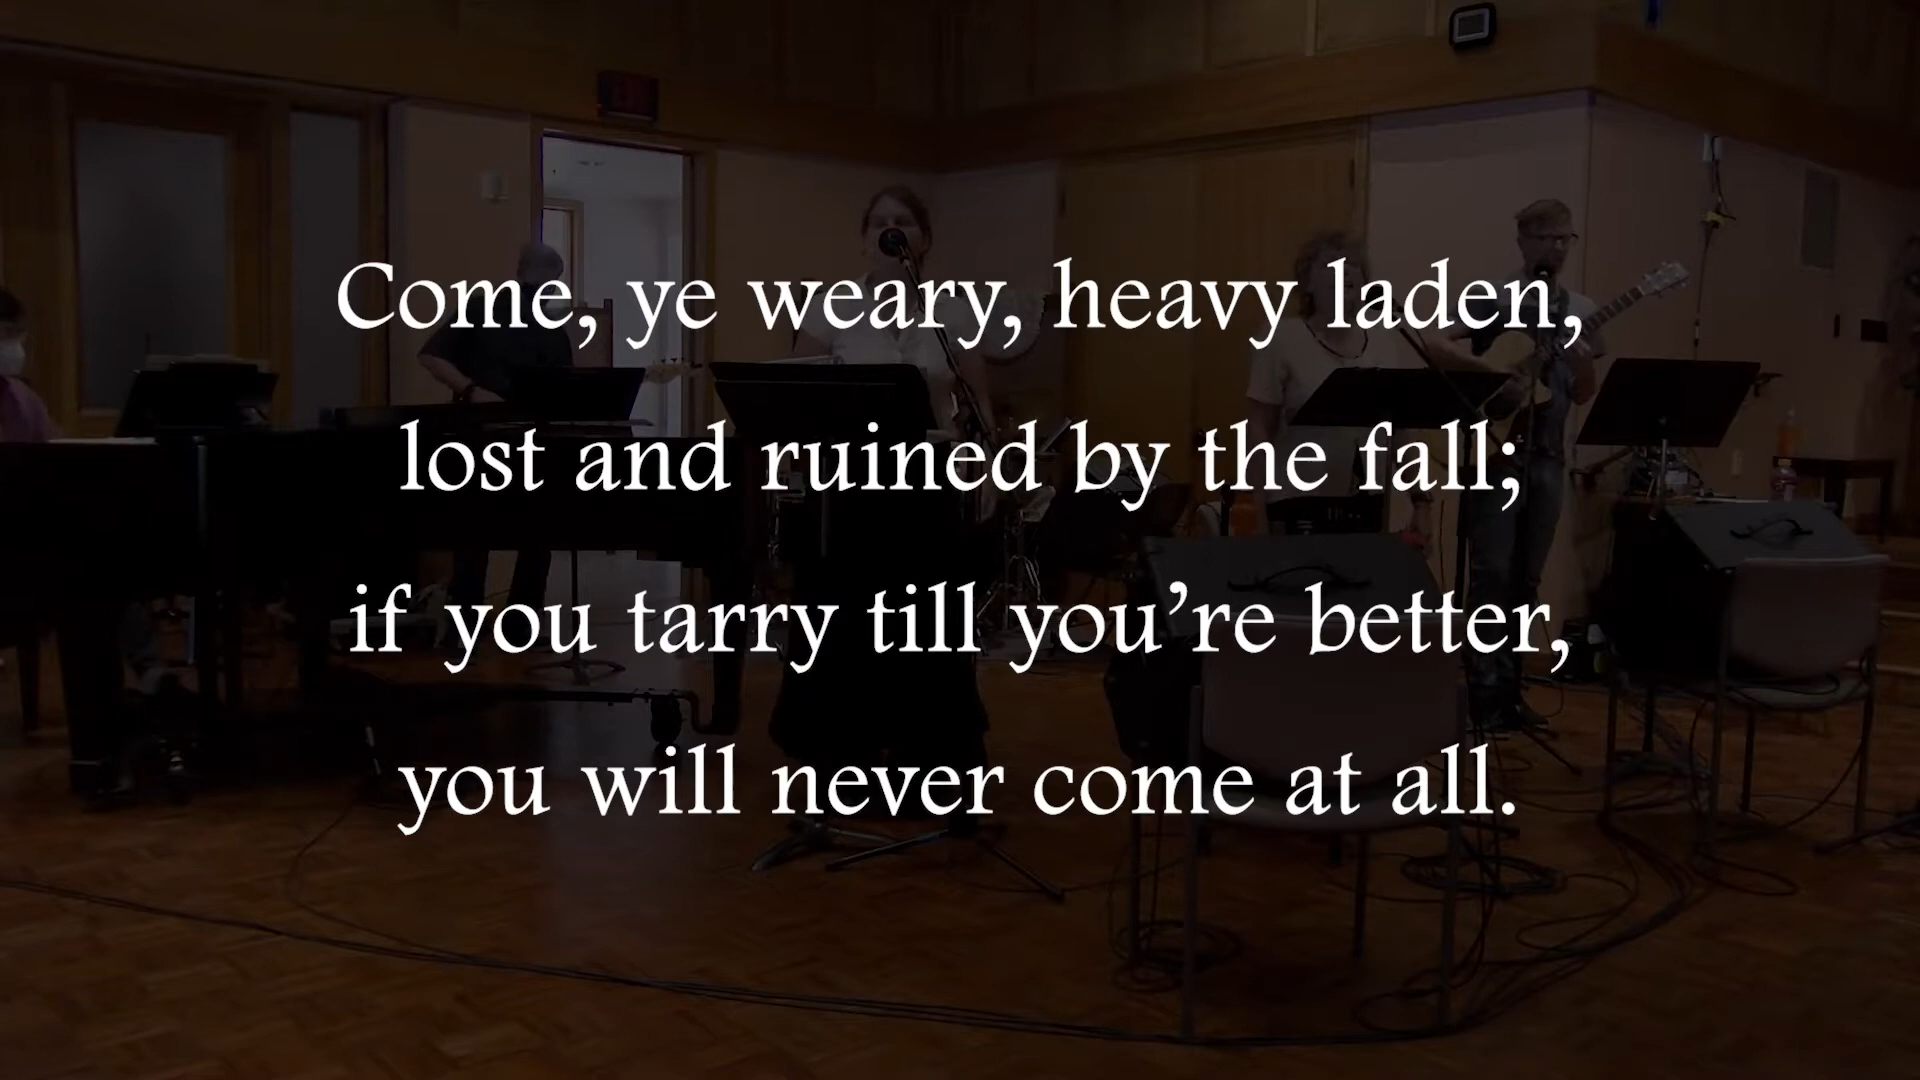 Come, ye weary, heavy laden,
lost and ruined by the fall;
if you tarry till you’re better,
you will never come at all.